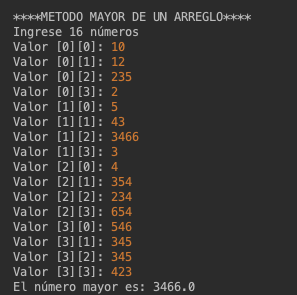 ****METODO MAYOR DE UN ARREGLO****
Ingrese 16 números
Valor [0][0]: 10
Valor [0][1]: 12
Valor [0][2]: 235
Valor [0][3]: 2
Valor [1][0]: 5
Valor [1][1]: 43
Valor [1][2]: 3466
Valor [1][3]: 3
Valor [2][0]: 4
Valor [2][1]: 354
Valor [2][2]: 234
Valor [2][3]: 654
Valor [3][0]: 546
Valor [3][1]: 345
Valor [3][2]: 345
Valor [3][3]: 423
El número mayor es: 3466.0